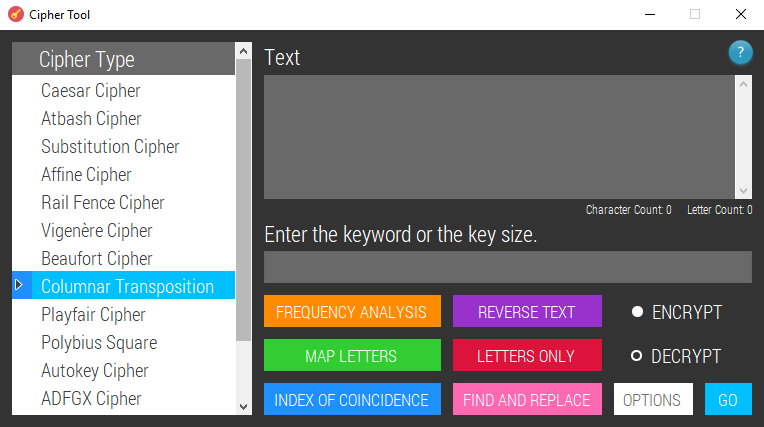 Cipher Tool
Cipher Type
Caesar Cipher
Atbash Cipher
Substitution Cipher
Affine Cipher
Rail Fence Cipher
Vigenère Cipher
Beaufort Cipher
Columnar Transposition
Playfair Cipher
Polybius Square
Autokey Cipher
ADFGX Cipher
Text
?
Character Count: 0 Letter Count: 0
Enter the keyword or the key size.
FREQUENCY ANALYSIS REVERSE TEXT ENCRYPT
MAP LETTERS LETTERS ONLY DECRYPT
INDEX OF COINCIDENCE FIND AND REPLACE OPTIONS GO